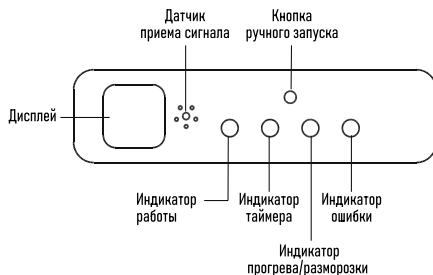 Датчик
приема сигнала
Кнопка
ручного запуска
Дисплей
Индикатор
работы
Индикатор
таймера
Индикатор
ошибки
Индикатор
прогрева/разморозки